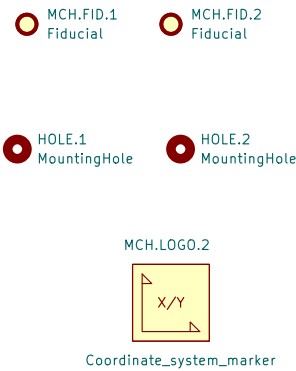 MCH.FID.1
Fiducial
MCH.FID.2
Fiducial
HOLE.1
MountingHole
HOLE.2
MountingHole
MCH.LOGO.2
X/Y
Coordinate_system_marker